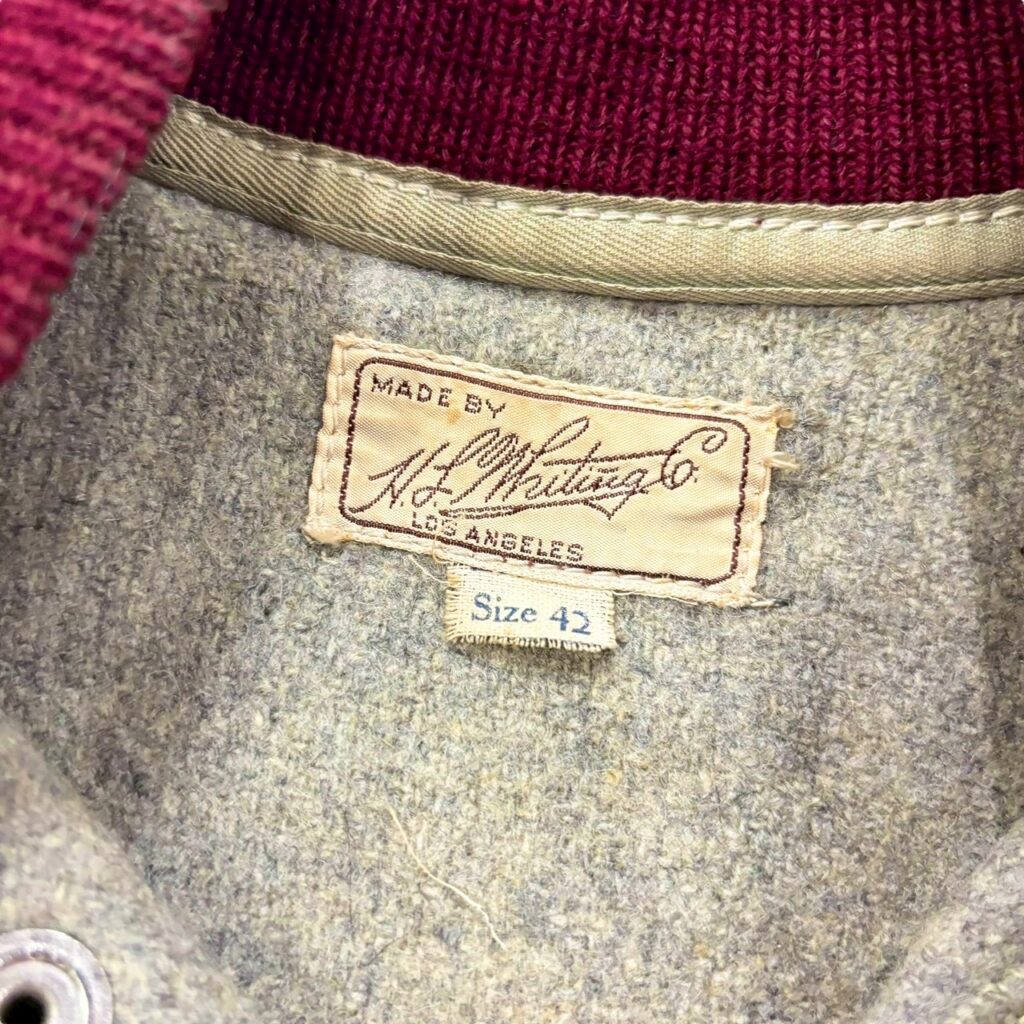 MADE BY
H. L. Whiting Co.
LOS ANGELES
Size 42